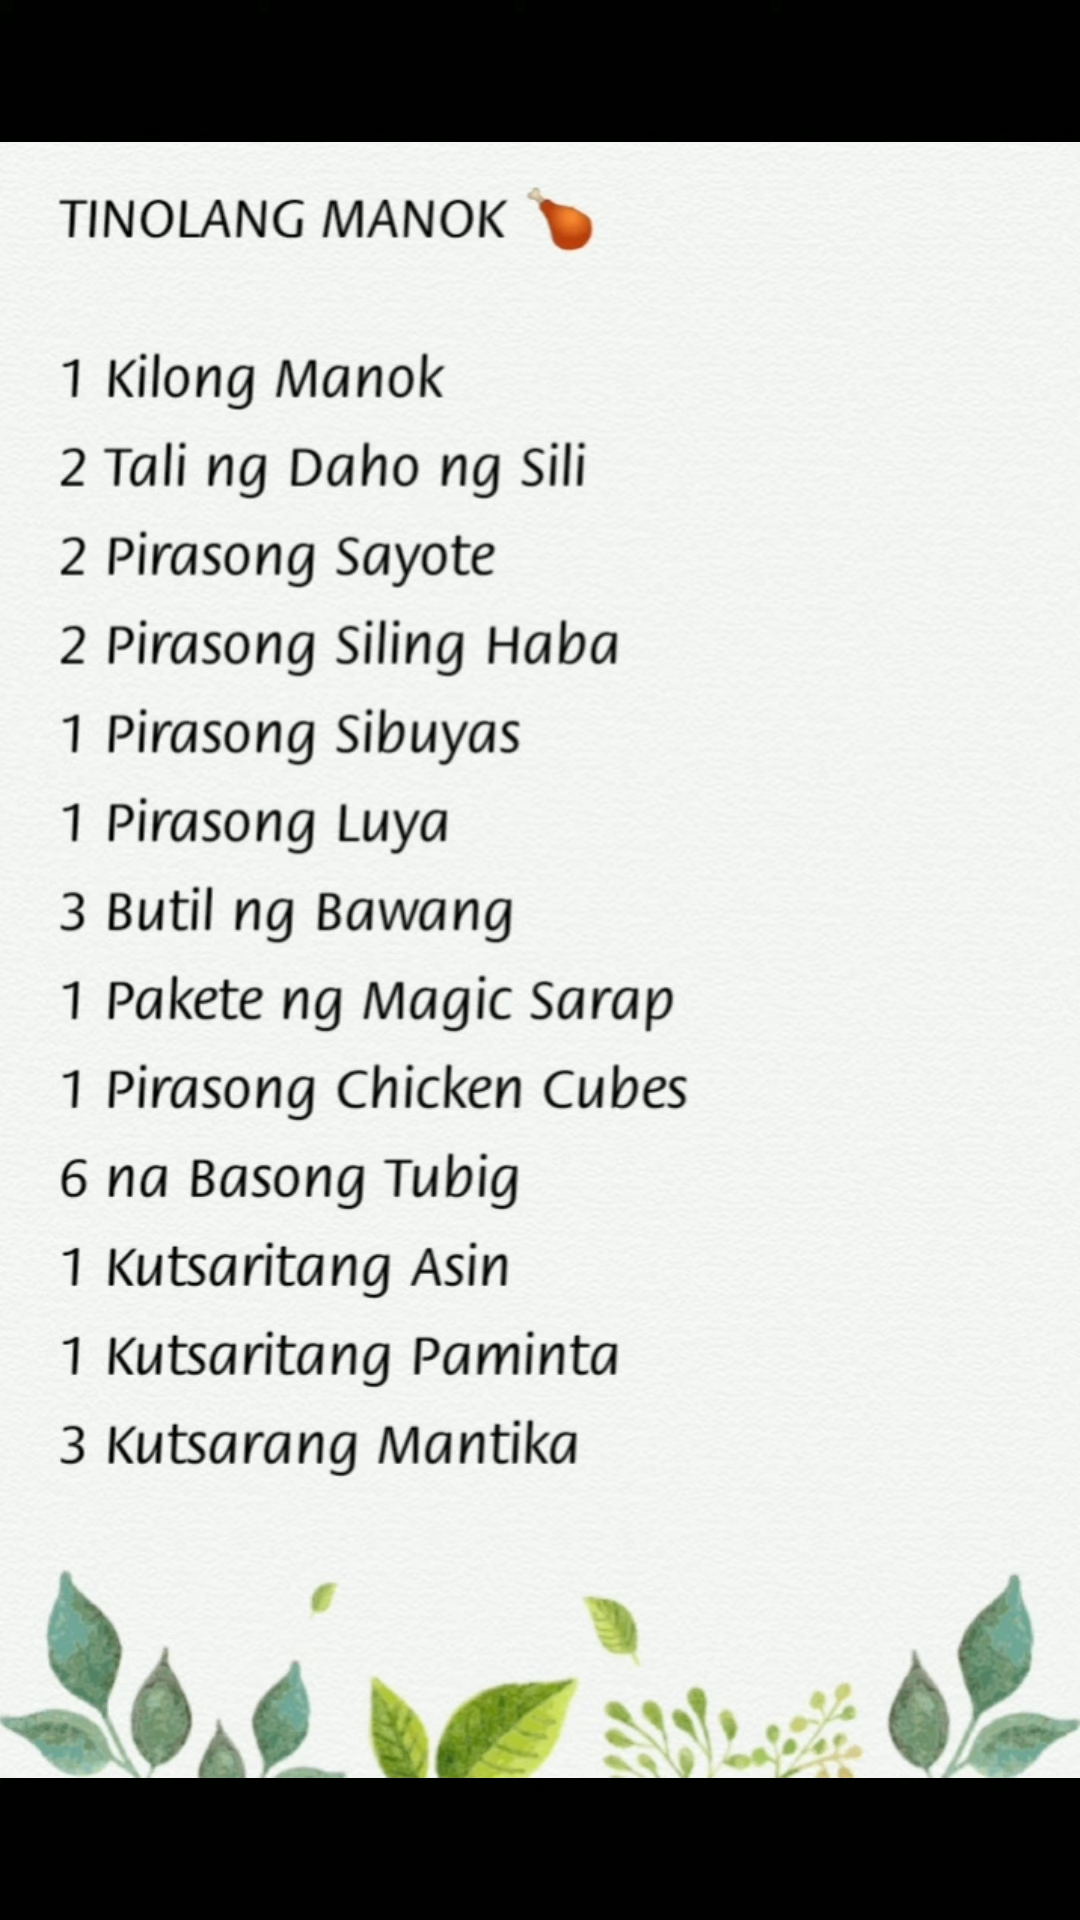 TINOLANG MANOK 🍗
1 Kilong Manok
2 Tali ng Daho ng Sili
2 Pirasong Sayote
2 Pirasong Siling Haba
1 Pirasong Sibuyas
1 Pirasong Luya
3 Butil ng Bawang
1 Pakete ng Magic Sarap
1 Pirasong Chicken Cubes
6 na Basong Tubig
1 Kutsaritang Asin
1 Kutsaritang Paminta
3 Kutsarang Mantika